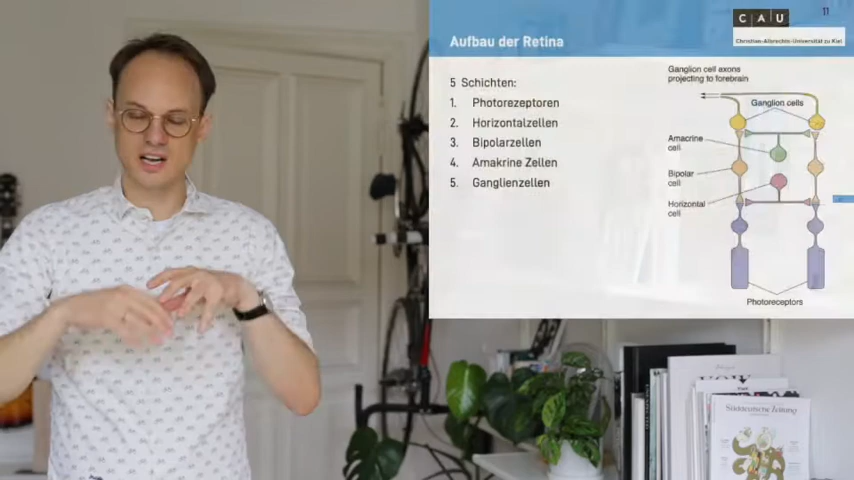 11
C A U
Christian-Albrechts-Universität zu Kiel
Aufbau der Retina
5 Schichten:
1. Photorezeptoren
2. Horizontalzellen
3. Bipolarzellen
4. Amakrine Zellen
5. Ganglienzellen
Ganglion cell axons
projecting to forebrain
Ganglion cells
Amacrine
cell
Bipolar
cell
Horizontal
cell
Photoreceptors
Süddeutsche Zeitung